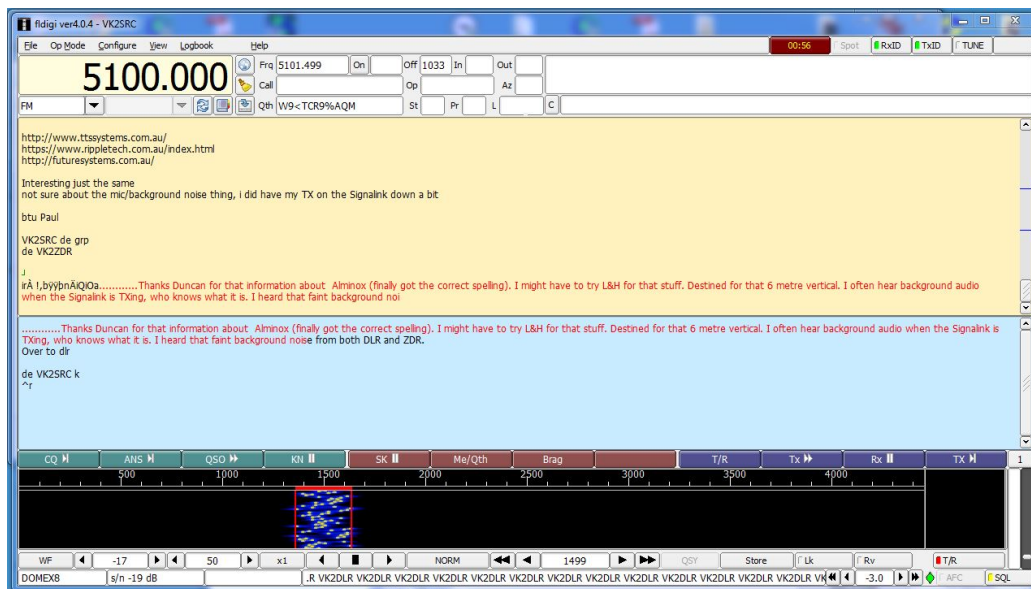 fldigi ver4.0.4 - VK2SRC
File Op Mode Configure View Logbook Help 00:56 Spot RxID TxID TUNE
5100.000 Frq 5101.499 On Off 1033 In Out
Call Op Az
FM Qth W9<TCR9%AQM St Pr L C
http://www.ttssystems.com.au/
https://www.rippletech.com.au/index.html
http://futuresystems.com.au/
Interesting just the same
not sure about the mic/background noise thing, i did have my TX on the Signalink down a bit
btu Paul
VK2SRC de grp
de VK2ZDR
┘
irÀ !,bÿÿþnÄiQiOa............Thanks Duncan for that information about  Alminox (finally got the correct spelling). I might have to try L&H for that stuff. Destined for that 6 metre vertical. I often hear background audio
when the Signalink is TXing, who knows what it is. I heard that faint background noi
............Thanks Duncan for that information about  Alminox (finally got the correct spelling). I might have to try L&H for that stuff. Destined for that 6 metre vertical. I often hear background audio when the Signalink is
TXing, who knows what it is. I heard that faint background noise from both DLR and ZDR.
Over to dlr
de VK2SRC k
^r
CQ ANS QSO KN SK Me/Qth Brag T/R Tx Rx TX 1
500 1000 1500 2000 2500 3000 3500 4000
WF -17 50 x1 NORM 1499 QSY Store Lk Rv T/R
DOMEX8 s/n -19 dB .R VK2DLR VK2DLR VK2DLR VK2DLR VK2DLR VK2DLR VK2DLR VK2DLR VK2DLR VK2DLR VK2DLR VK2DLR VK2DLR VK -3.0 AFC SQL